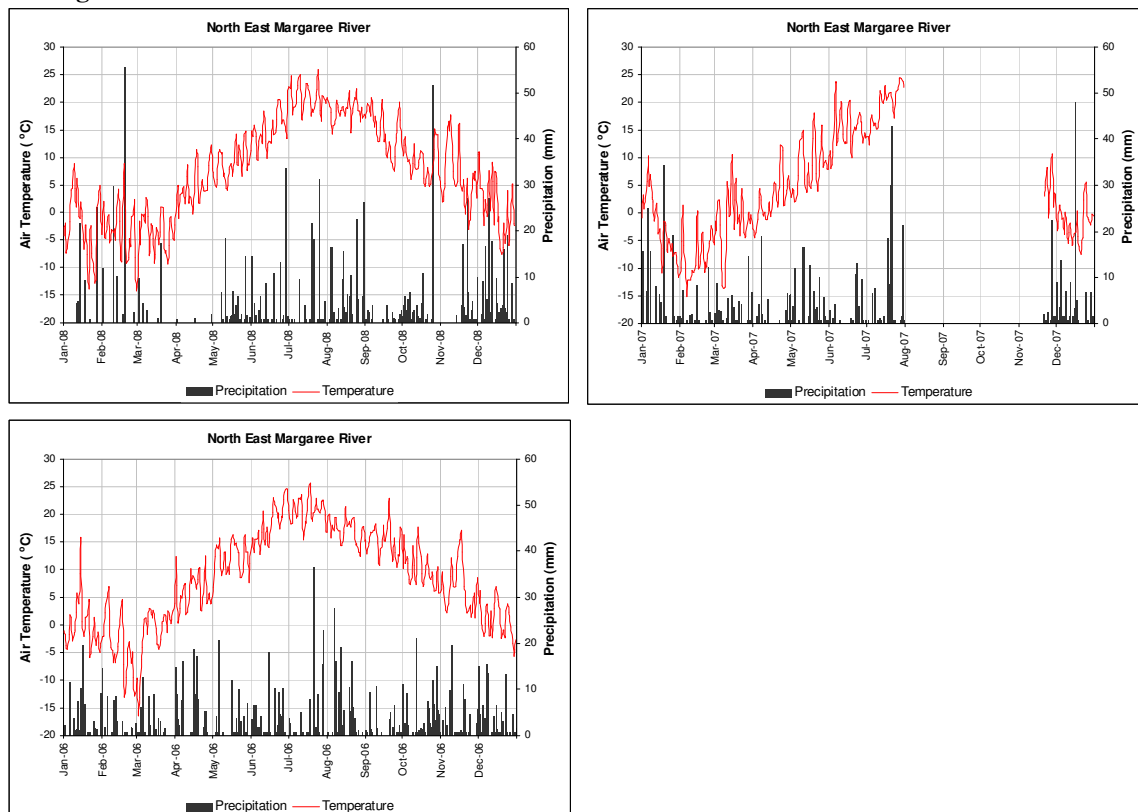 North East Margaree River
30
25
20
15
10
5
0
-5
-10
-15
-20
Air Temperature ( °C)
60
50
40
30
20
10
0
Precipitation (mm)
Jan-08
Feb-08
Mar-08
Apr-08
May-08
Jun-08
Jul-08
Aug-08
Sep-08
Oct-08
Nov-08
Dec-08
Precipitation
Temperature
North East Margaree River
30
25
20
15
10
5
0
-5
-10
-15
-20
Air Temperature ( °C)
60
50
40
30
20
10
0
Precipitation (mm)
Jan-07
Feb-07
Mar-07
Apr-07
May-07
Jun-07
Jul-07
Aug-07
Sep-07
Oct-07
Nov-07
Dec-07
Precipitation
Temperature
North East Margaree River
30
25
20
15
10
5
0
-5
-10
-15
-20
Air Temperature ( °C)
60
50
40
30
20
10
0
Precipitation (mm)
Jan-06
Feb-06
Mar-06
Apr-06
May-06
Jun-06
Jul-06
Aug-06
Sep-06
Oct-06
Nov-06
Dec-06
Precipitation
Temperature